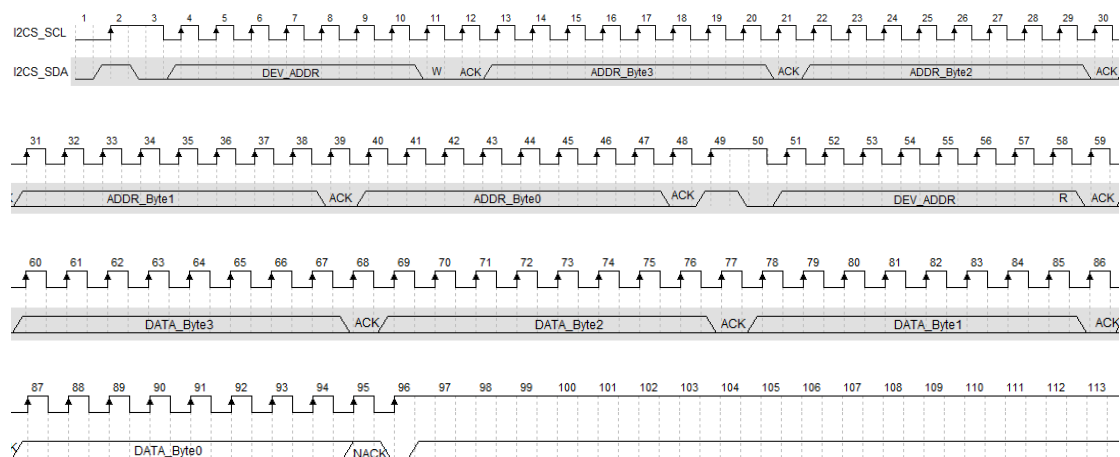 1 2 3 4 5 6 7 8 9 10 11 12 13 14 15 16 17 18 19 20 21 22 23 24 25 26 27 28 29 30
I2CS_SCL
I2CS_SDA DEV_ADDR W ACK ADDR_Byte3 ACK ADDR_Byte2 ACK
31 32 33 34 35 36 37 38 39 40 41 42 43 44 45 46 47 48 49 50 51 52 53 54 55 56 57 58 59
ADDR_Byte1 ACK ADDR_Byte0 ACK DEV_ADDR R ACK
60 61 62 63 64 65 66 67 68 69 70 71 72 73 74 75 76 77 78 79 80 81 82 83 84 85 86
DATA_Byte3 ACK DATA_Byte2 ACK DATA_Byte1 ACK
87 88 89 90 91 92 93 94 95 96 97 98 99 100 101 102 103 104 105 106 107 108 109 110 111 112 113
DATA_Byte0 NACK